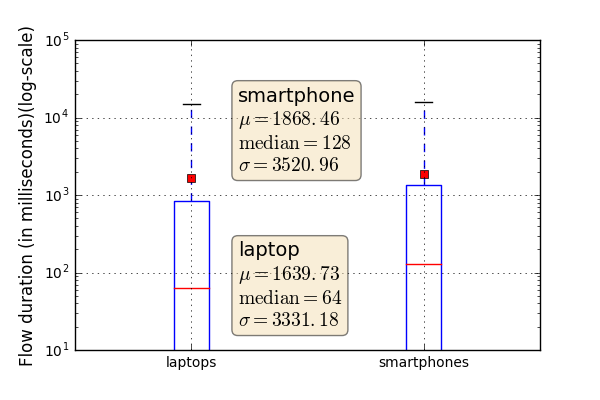 Flow duration (in milliseconds)(log-scale)
10^5
10^4
10^3
10^2
10^1
smartphone
μ = 1868.46
median = 128
σ = 3520.96
laptop
μ = 1639.73
median = 64
σ = 3331.18
laptops
smartphones